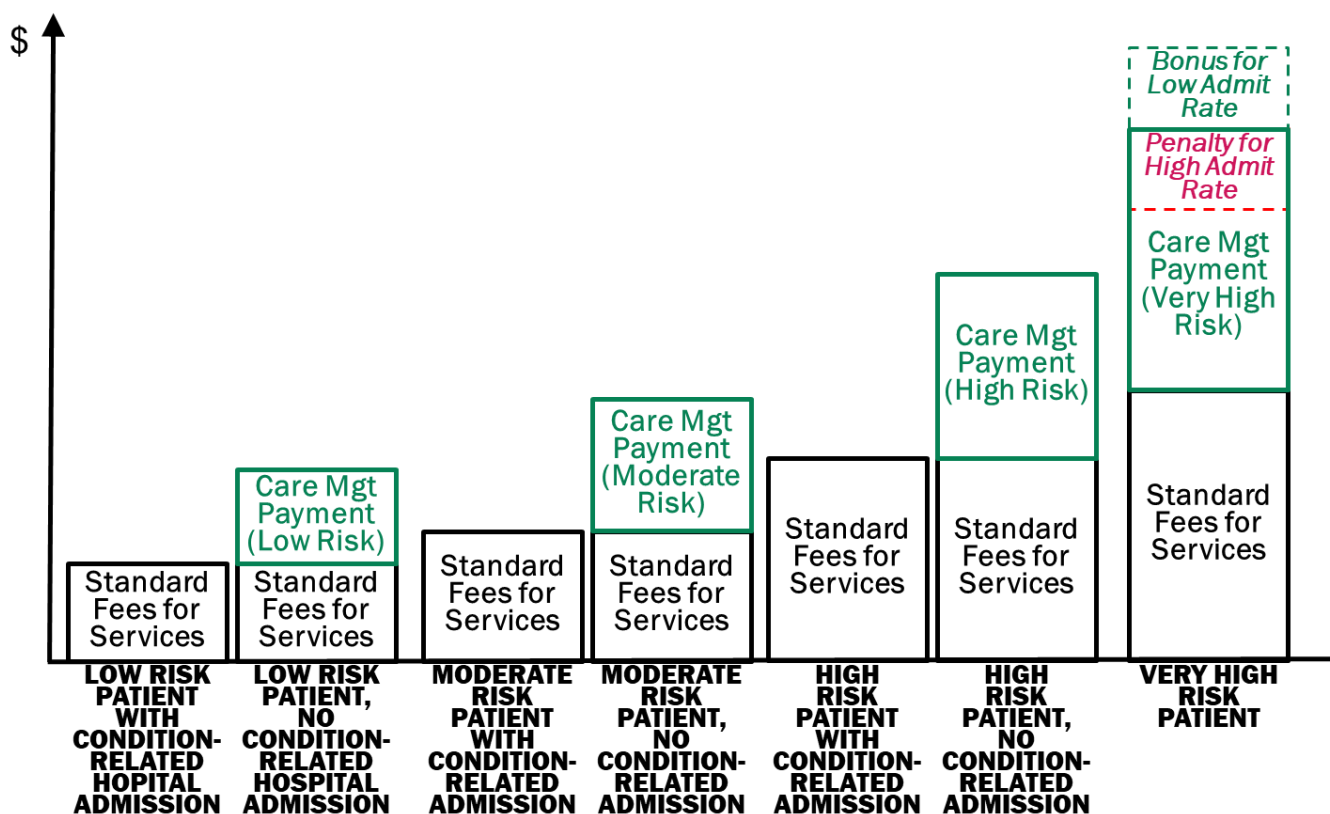 $
Bonus for
Low Admit
Rate
Penalty for
High Admit
Rate
Care Mgt
Payment
(Very High
Risk)
Standard
Fees for
Services
Care Mgt
Payment
(High Risk)
Standard
Fees for
Services
Standard
Fees for
Services
Care Mgt
Payment
(Moderate
Risk)
Standard
Fees for
Services
Standard
Fees for
Services
Care Mgt
Payment
(Low Risk)
Standard
Fees for
Services
Standard
Fees for
Services
LOW RISK
PATIENT
WITH
CONDITION-
RELATED
HOPITAL
ADMISSION
LOW RISK
PATIENT,
NO
CONDITION-
RELATED
HOSPITAL
ADMISSION
MODERATE
RISK
PATIENT
WITH
CONDITION-
RELATED
ADMISSION
MODERATE
RISK
PATIENT,
NO
CONDITION-
RELATED
ADMISSION
HIGH
RISK
PATIENT
WITH
CONDITION-
RELATED
ADMISSION
HIGH
RISK
PATIENT,
NO
CONDITION-
RELATED
ADMISSION
VERY HIGH
RISK
PATIENT